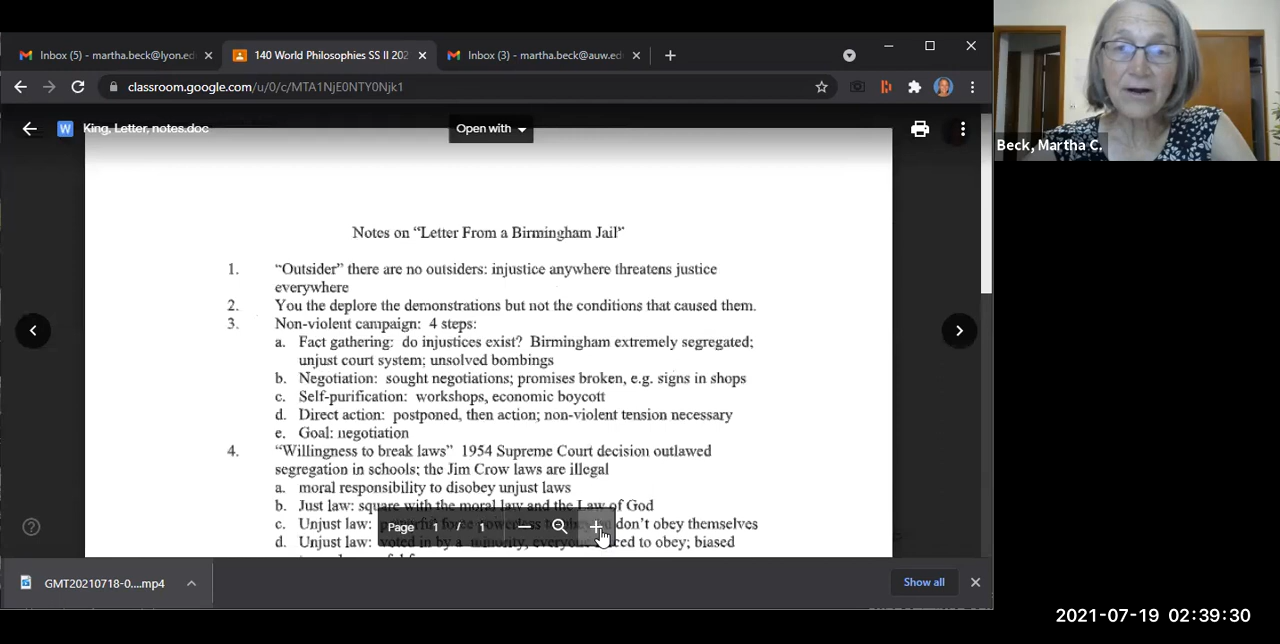 Inbox (5) - martha.beck@lyon.ed
140 World Philosophies SS II 202
Inbox (3) - martha.beck@auw.ed
classroom.google.com/u/0/c/MTA1NjE0NTY0Njk1
King, Letter, notes.doc
Open with
Beck, Martha C.
Notes on “Letter From a Birmingham Jail”
1. “Outsider” there are no outsiders: injustice anywhere threatens justice
everywhere
2. You the deplore the demonstrations but not the conditions that caused them.
3. Non-violent campaign: 4 steps:
a. Fact gathering: do injustices exist? Birmingham extremely segregated;
unjust court system; unsolved bombings
b. Negotiation: sought negotiations; promises broken, e.g. signs in shops
c. Self-purification: workshops, economic boycott
d. Direct action: postponed, then action; non-violent tension necessary
e. Goal: negotiation
4. “Willingness to break laws” 1954 Supreme Court decision outlawed
segregation in schools; the Jim Crow laws are illegal
a. moral responsibility to disobey unjust laws
b. Just law: square with the moral law and the Law of God
c. Unjust law: don’t obey themselves
d. Unjust law: voted in by a minority, to obey; biased
Page 1 / 1
GMT20210718-0....mp4
Show all
2021-07-19 02:39:30